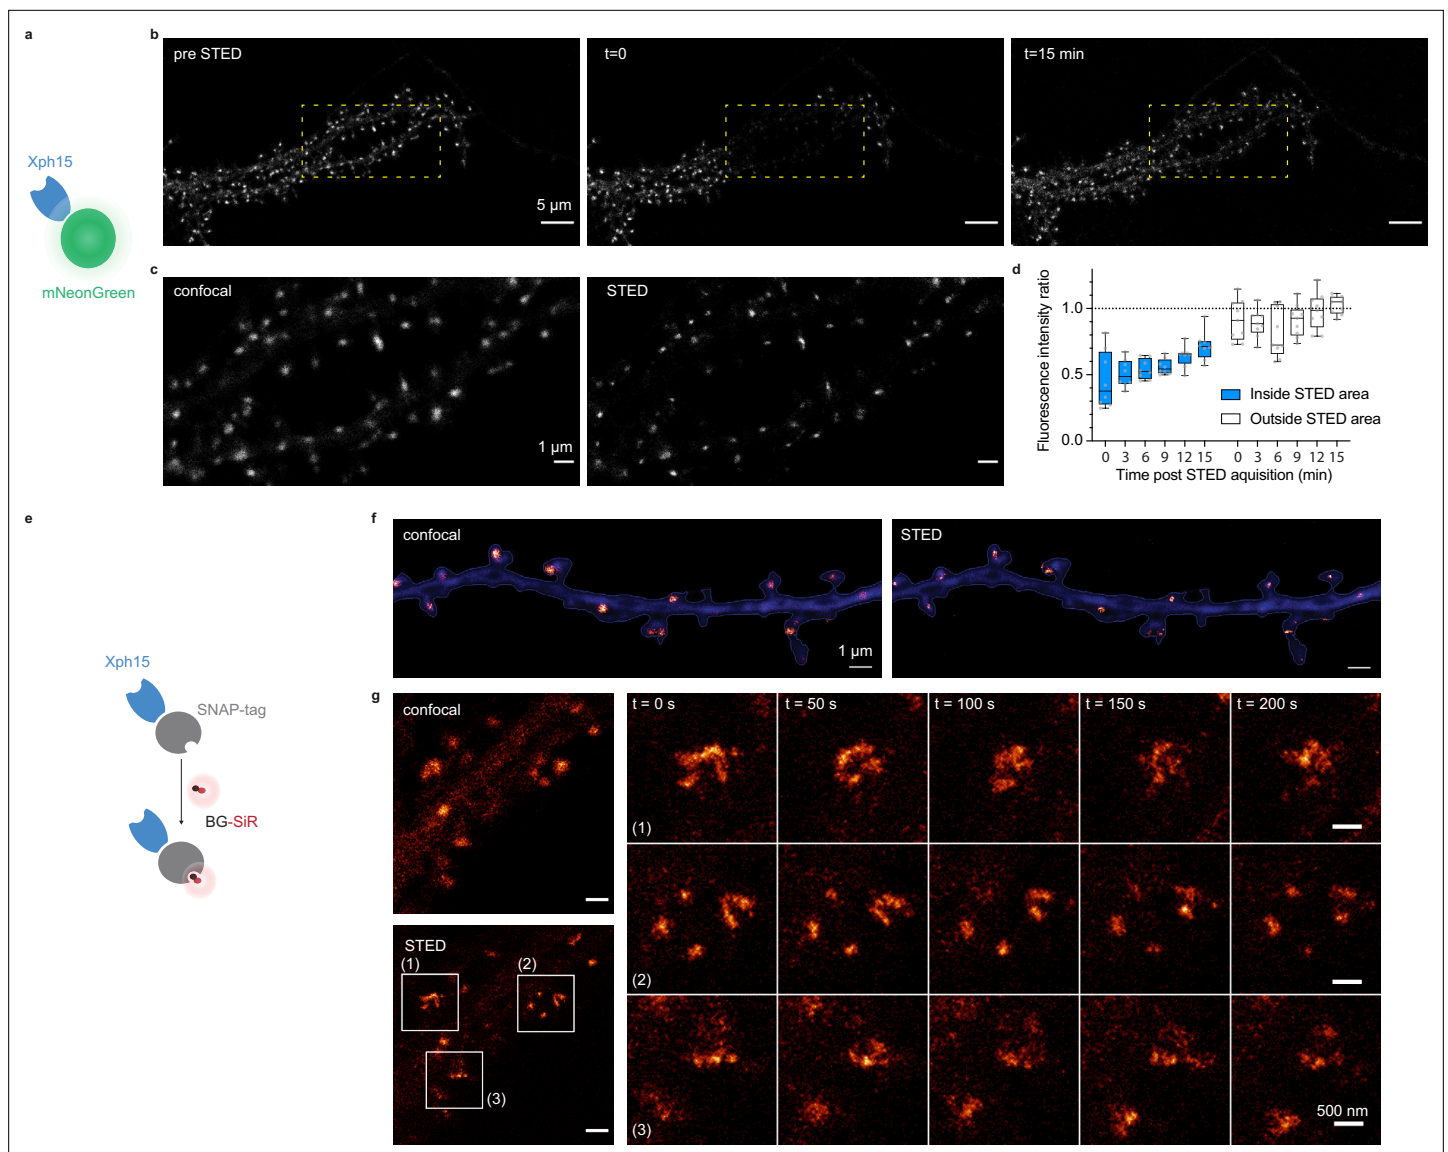 a
Xph15
mNeonGreen
b
pre STED
5 µm
t=0
t=15 min
c
confocal
1 µm
STED
d
Fluorescence intensity ratio
1.0
0.5
0.0
Inside STED area
Outside STED area
0 3 6 9 12 15 0 3 6 9 12 15
Time post STED aquisition (min)
e
Xph15
SNAP-tag
BG-SiR
f
confocal
1 µm
STED
g
confocal
STED
(1)
(2)
(3)
t = 0 s
t = 50 s
t = 100 s
t = 150 s
t = 200 s
(1)
(2)
(3)
500 nm